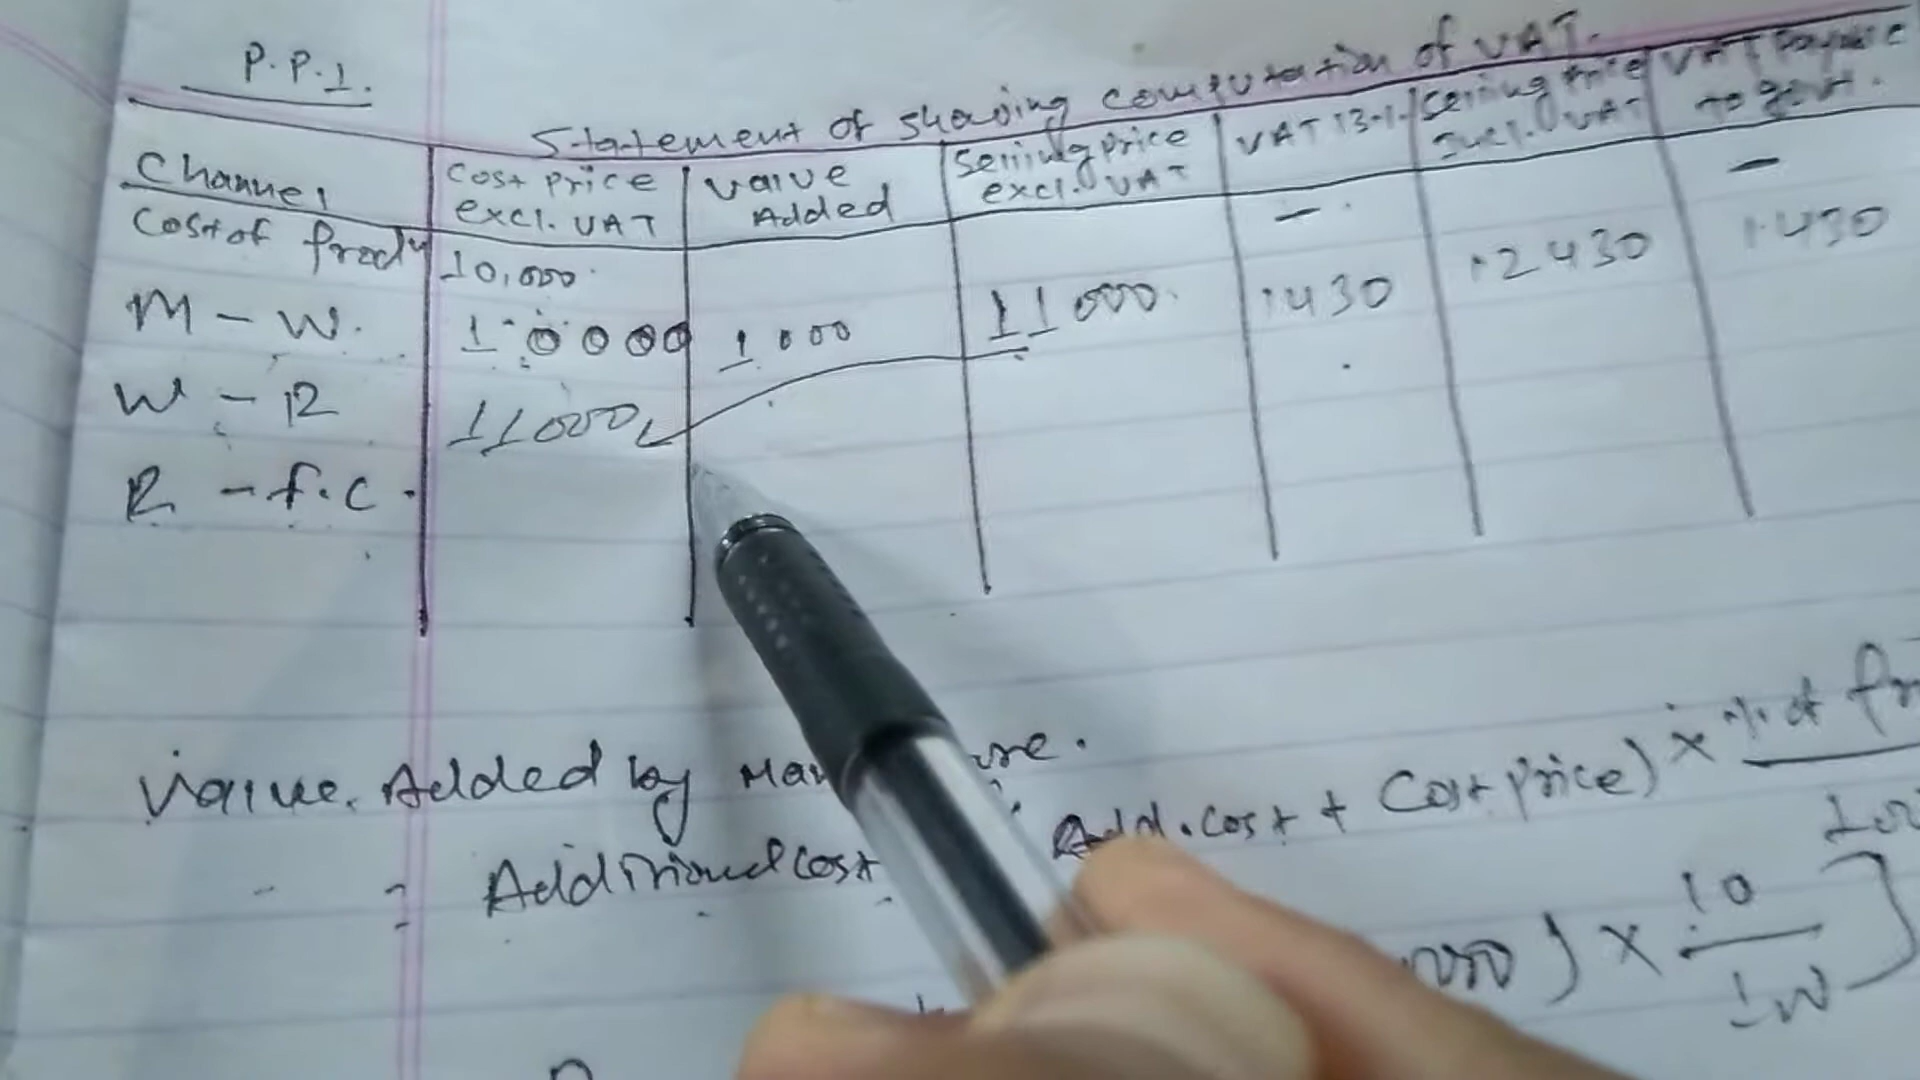 P.P.1.
Statement of showing computation of VAT.
Channel | Cost price excl. VAT | Value Added | Selling price excl. VAT | VAT 13% | Selling price incl. VAT | VAT Payable to govt.
Cost of | 10,000 | — | —
M - W. | 10000 | 1000 | 11000 | 1430 | 12430 | 1430
W - R | 11000
R - f.c.
Value Added by
= Additional Cost Add. Cost + Cost Price) × % of
100
) × 10
100 ]